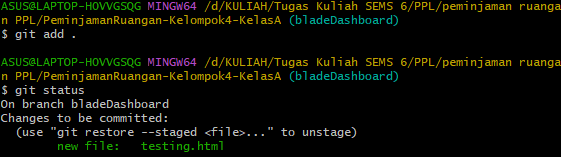 ASUS@LAPTOP-H0VVGSQG MINGW64 /d/KULIAH/Tugas Kuliah SEMS 6/PPL/peminjaman ruanga
n PPL/PeminjamanRuangan-Kelompok4-KelasA (bladeDashboard)
$ git add .
ASUS@LAPTOP-H0VVGSQG MINGW64 /d/KULIAH/Tugas Kuliah SEMS 6/PPL/peminjaman ruanga
n PPL/PeminjamanRuangan-Kelompok4-KelasA (bladeDashboard)
$ git status
On branch bladeDashboard
Changes to be committed:
  (use "git restore --staged <file>..." to unstage)
        new file:   testing.html